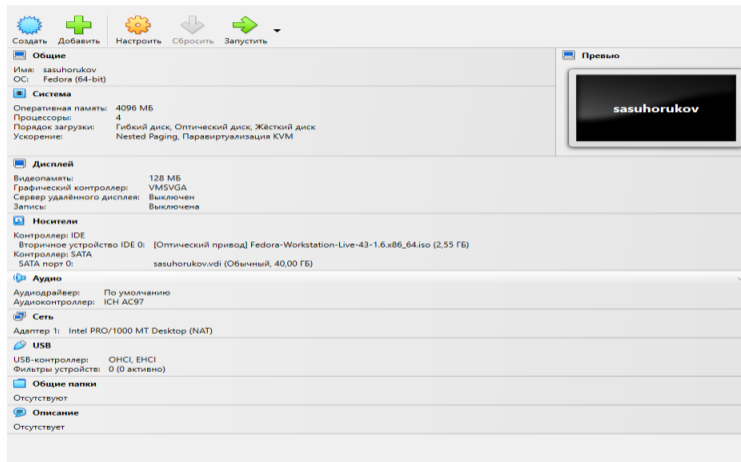 Создать Добавить Настроить Сбросить Запустить
Общие
Имя: sasuhorukov
ОС: Fedora (64-bit)
Превью
sasuhorukov
Система
Оперативная память: 4096 МБ
Процессоры: 4
Порядок загрузки: Гибкий диск, Оптический диск, Жёсткий диск
Ускорение: Nested Paging, Паравиртуализация KVM
Дисплей
Видеопамять: 128 МБ
Графический контроллер: VMSVGA
Сервер удалённого дисплея: Выключен
Запись: Выключена
Носители
Контроллер: IDE
Вторичное устройство IDE 0: [Оптический привод] Fedora-Workstation-Live-43-1.6.x86_64.iso (2,55 ГБ)
Контроллер: SATA
SATA порт 0: sasuhorukov.vdi (Обычный, 40,00 ГБ)
Аудио
Аудиодрайвер: По умолчанию
Аудиоконтроллер: ICH AC97
Сеть
Адаптер 1: Intel PRO/1000 MT Desktop (NAT)
USB
USB-контроллер: OHCI, EHCI
Фильтры устройств: 0 (0 активно)
Общие папки
Отсутствуют
Описание
Отсутствует